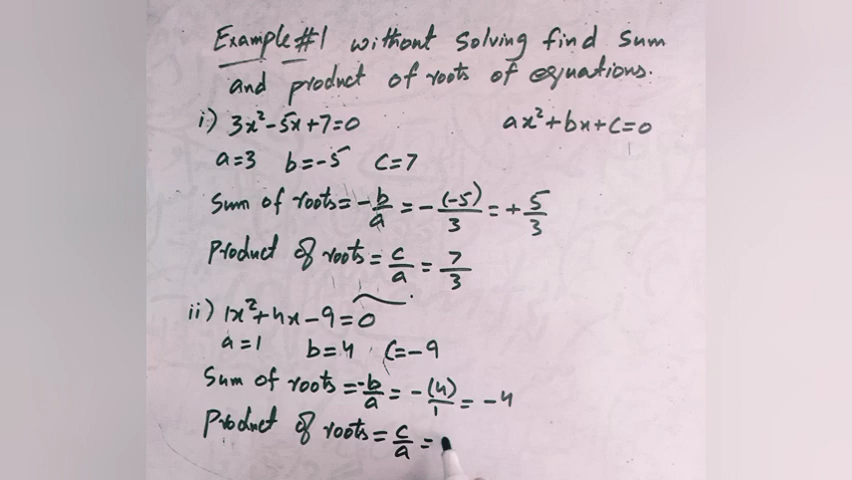 Example #1 without solving find sum
and product of roots of equations.
i) 3x²-5x+7=0 ax²+bx+c=0
a=3 b=-5 c=7
Sum of roots = -b/a = -(-5)/3 = +5/3
Product of roots = c/a = 7/3
ii) 1x²+4x-9=0
a=1 b=4 c=-9
Sum of roots = -b/a = -(4)/1 = -4
Product of roots = c/a =